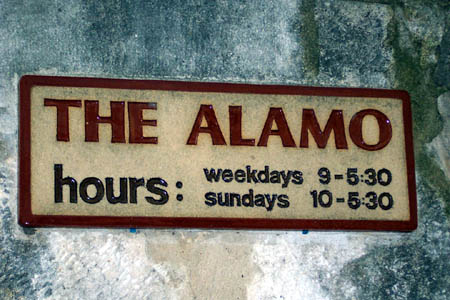 THE ALAMO
hours: weekdays 9-5:30
sundays 10-5:30